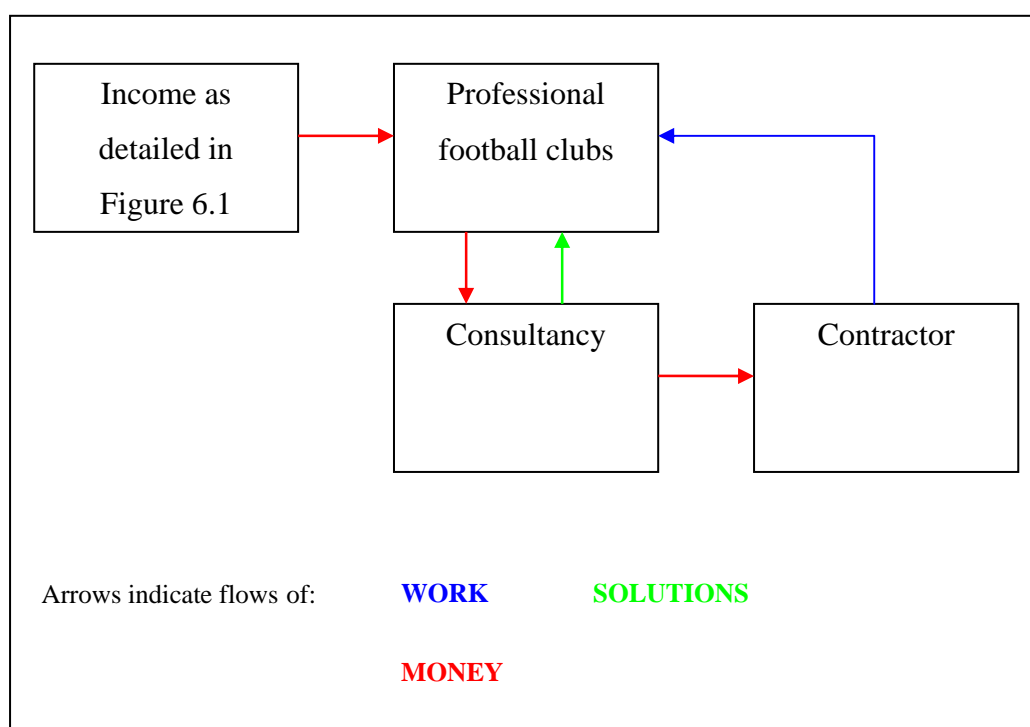 Income as
detailed in
Figure 6.1
Professional
football clubs
Consultancy
Contractor
Arrows indicate flows of: WORK SOLUTIONS
MONEY